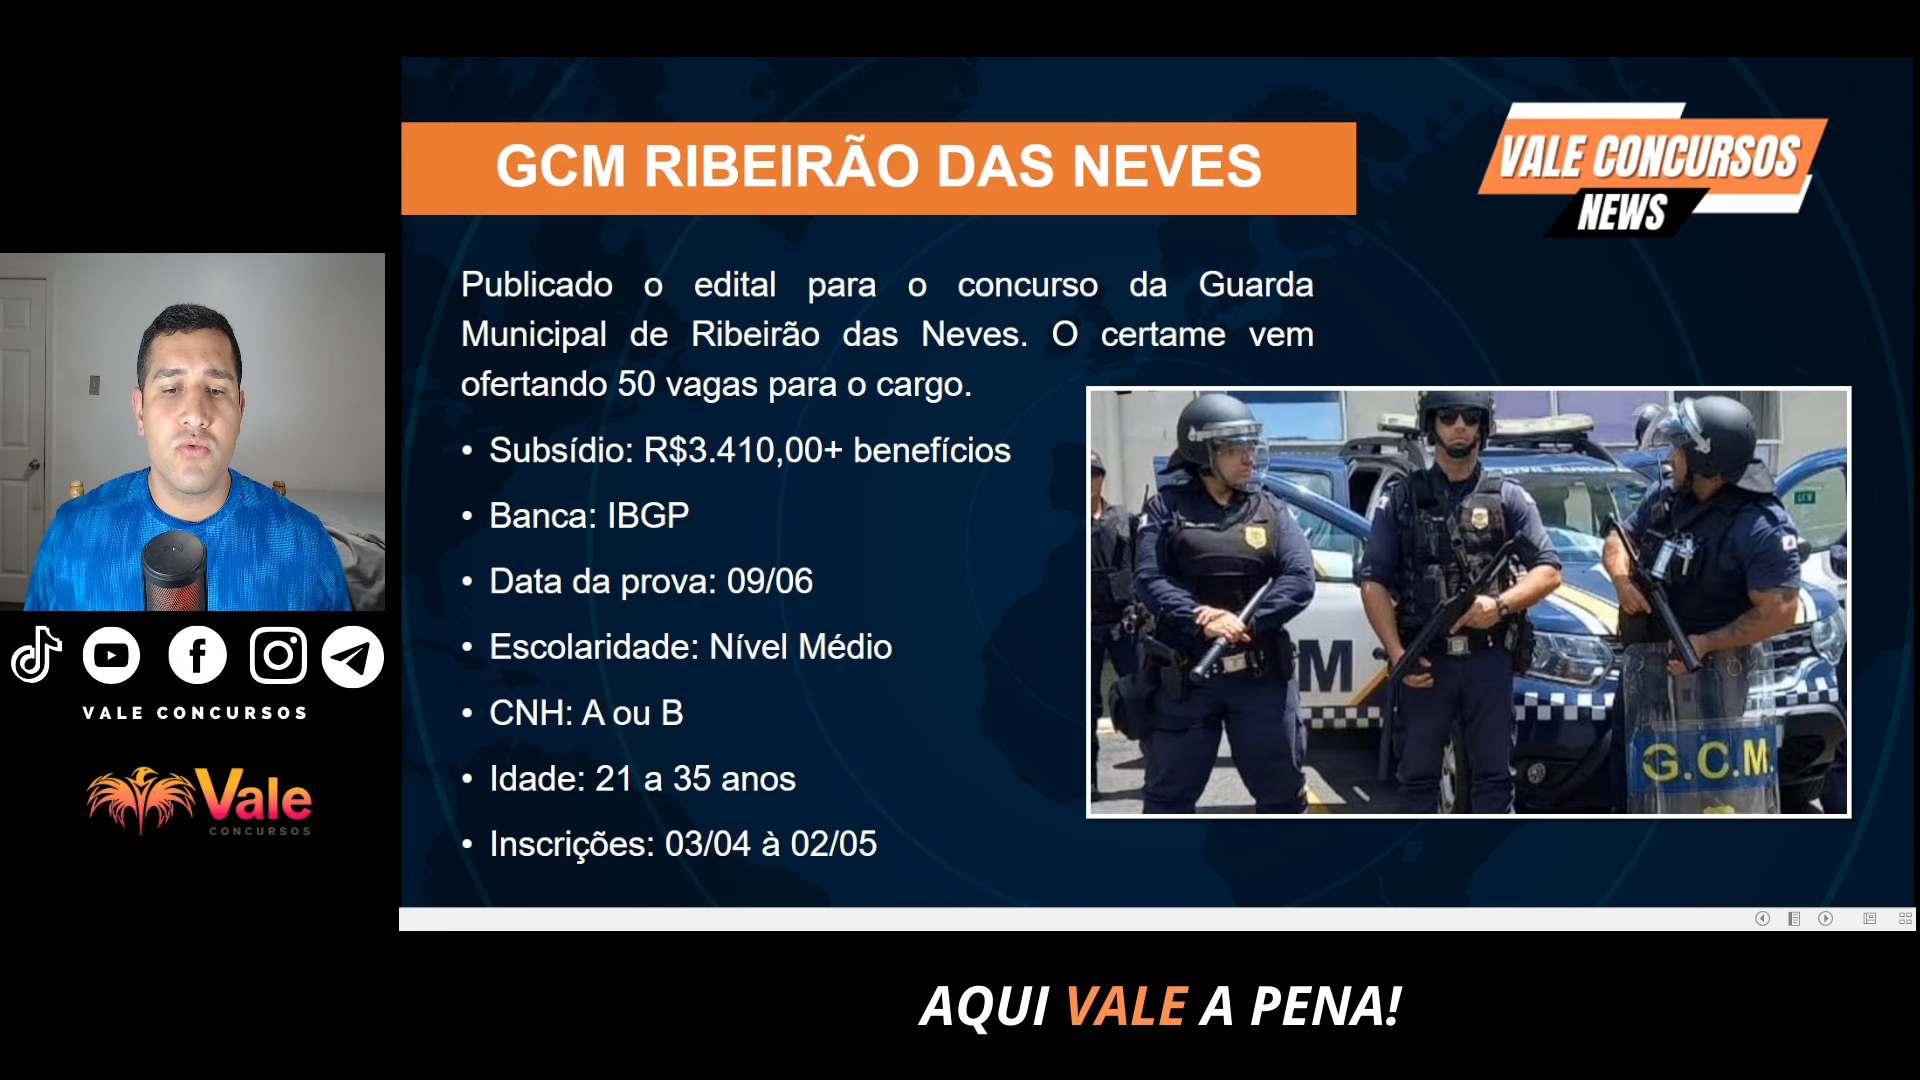 GCM RIBEIRÃO DAS NEVES
VALE CONCURSOS
NEWS
Publicado o edital para o concurso da Guarda
Municipal de Ribeirão das Neves. O certame vem
ofertando 50 vagas para o cargo.
• Subsídio: R$3.410,00+ benefícios
• Banca: IBGP
• Data da prova: 09/06
• Escolaridade: Nível Médio
• CNH: A ou B
• Idade: 21 a 35 anos
• Inscrições: 03/04 à 02/05
M
G.C.M.
VALE CONCURSOS
Vale
CONCURSOS
AQUI VALE A PENA!